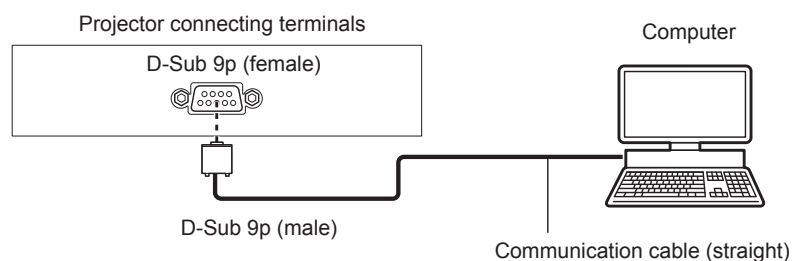 Projector connecting terminals
Computer
D-Sub 9p (female)
D-Sub 9p (male)
Communication cable (straight)